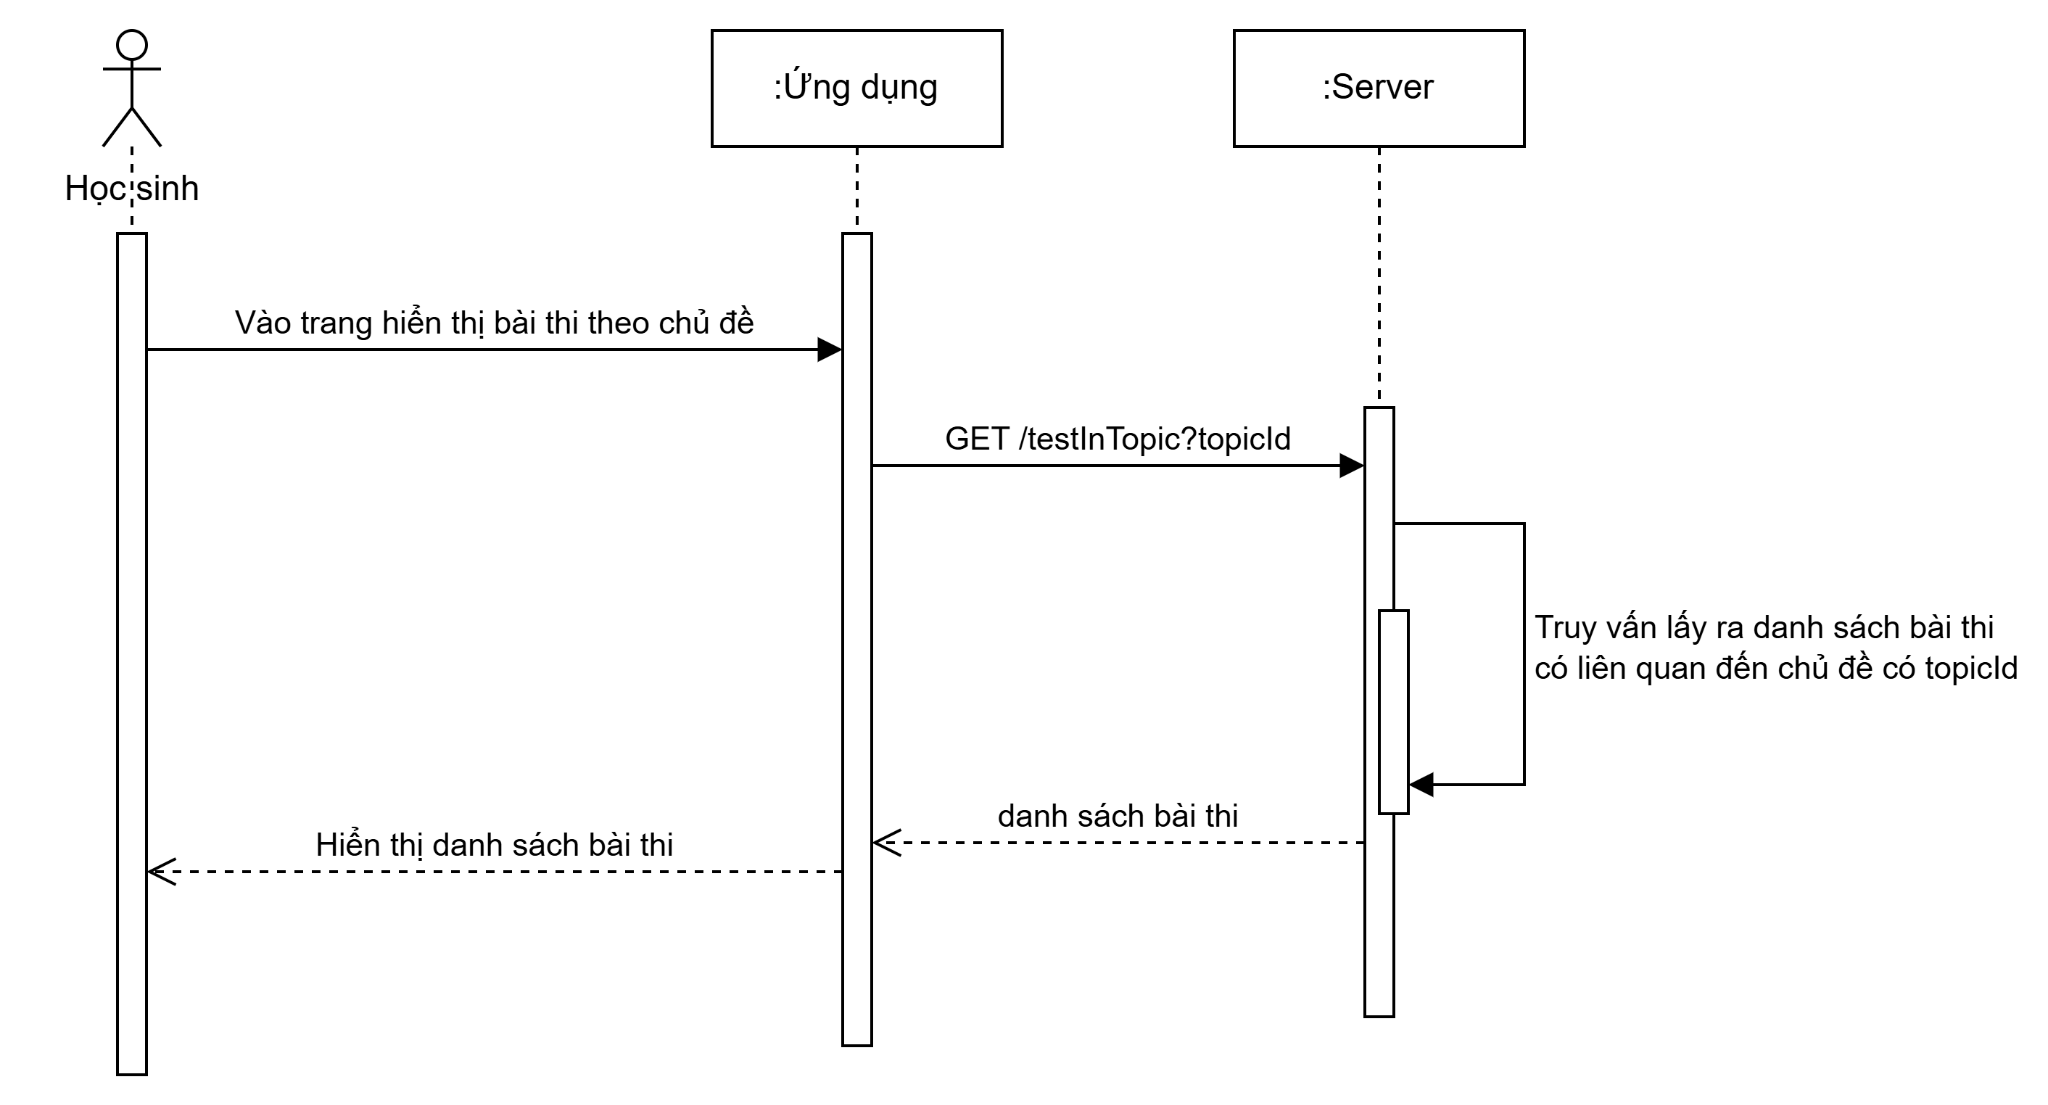 :Ứng dụng
:Server
Học sinh
Vào trang hiển thị bài thi theo chủ đề
GET /testInTopic?topicId
Truy vấn lấy ra danh sách bài thi
có liên quan đến chủ đề có topicId
danh sách bài thi
Hiển thị danh sách bài thi